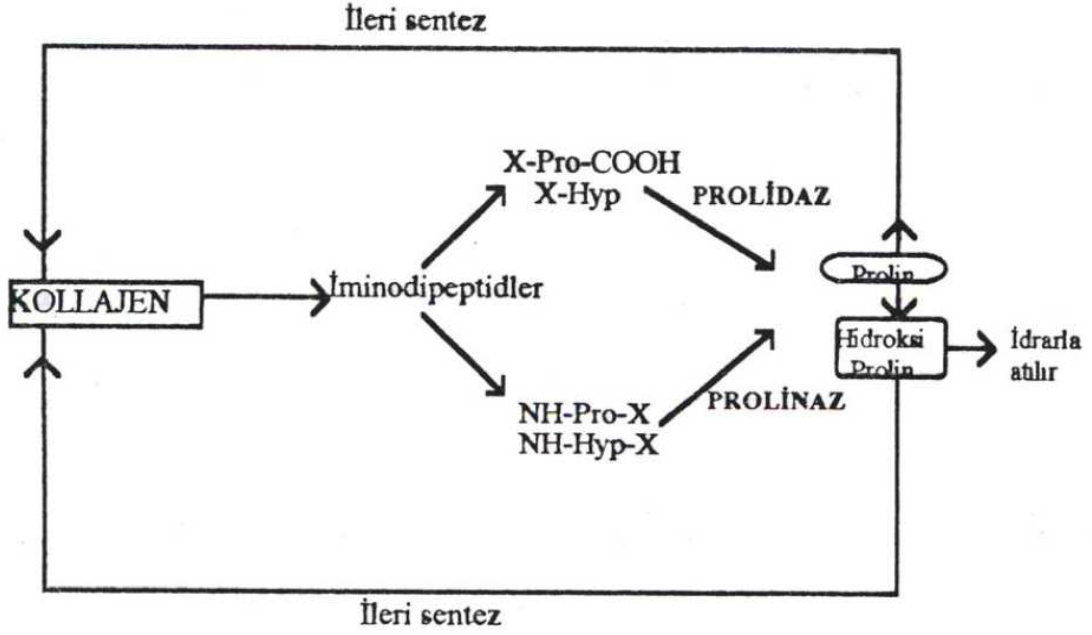 İleri sentez
X-Pro-COOH
X-Hyp
PROLİDAZ
Prolin
KOLLAJEN
İminodipeptidler
Hidroksi
Prolin
İdrarla
atılır
NH-Pro-X
NH-Hyp-X
PROLİNAZ
İleri sentez